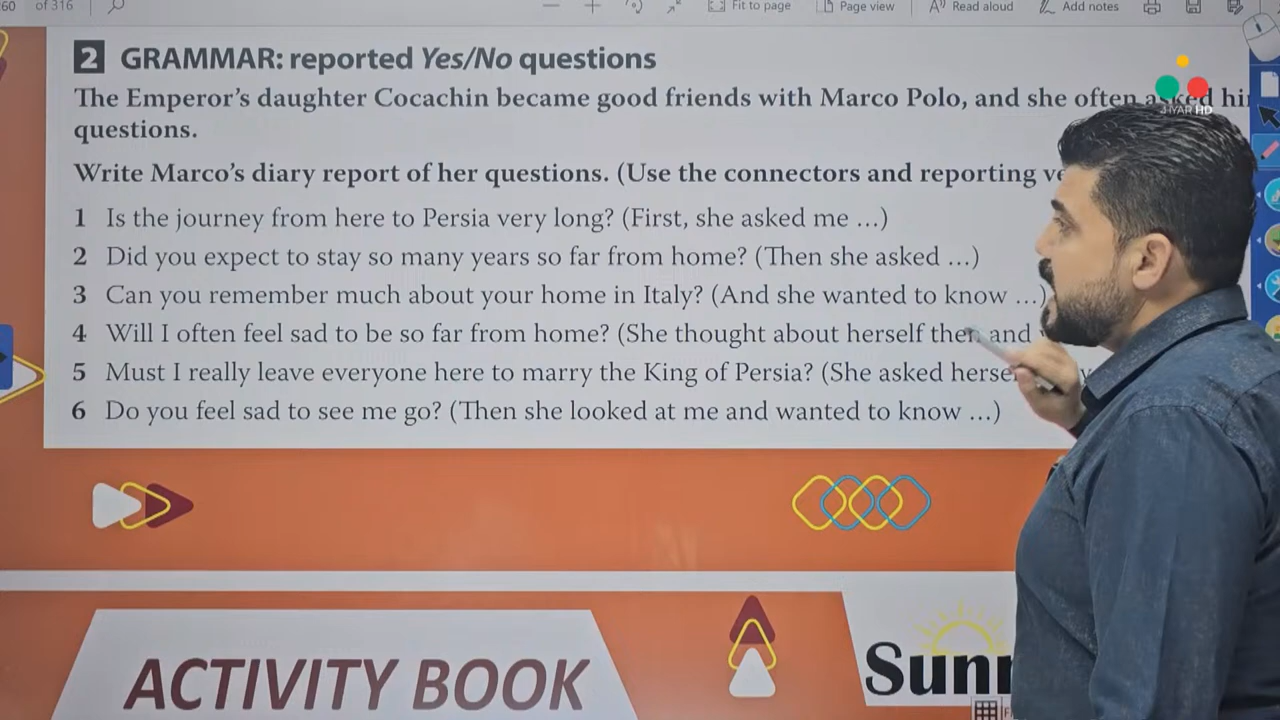 60 of 316
Fit to page
Page view
Read aloud
Add notes
2 GRAMMAR: reported Yes/No questions
The Emperor's daughter Cocachin became good friends with Marco Polo, and she often asked
questions.
Write Marco's diary report of her questions. (Use the connectors and reporting
1 Is the journey from here to Persia very long? (First, she asked me ...)
2 Did you expect to stay so many years so far from home? (Then she asked ...)
3 Can you remember much about your home in Italy? (And she wanted to know ...)
4 Will I often feel sad to be so far from home? (She thought about herself then and
5 Must I really leave everyone here to marry the King of Persia? (She asked
6 Do you feel sad to see me go? (Then she looked at me and wanted to know ...)
ACTIVITY BOOK
HD